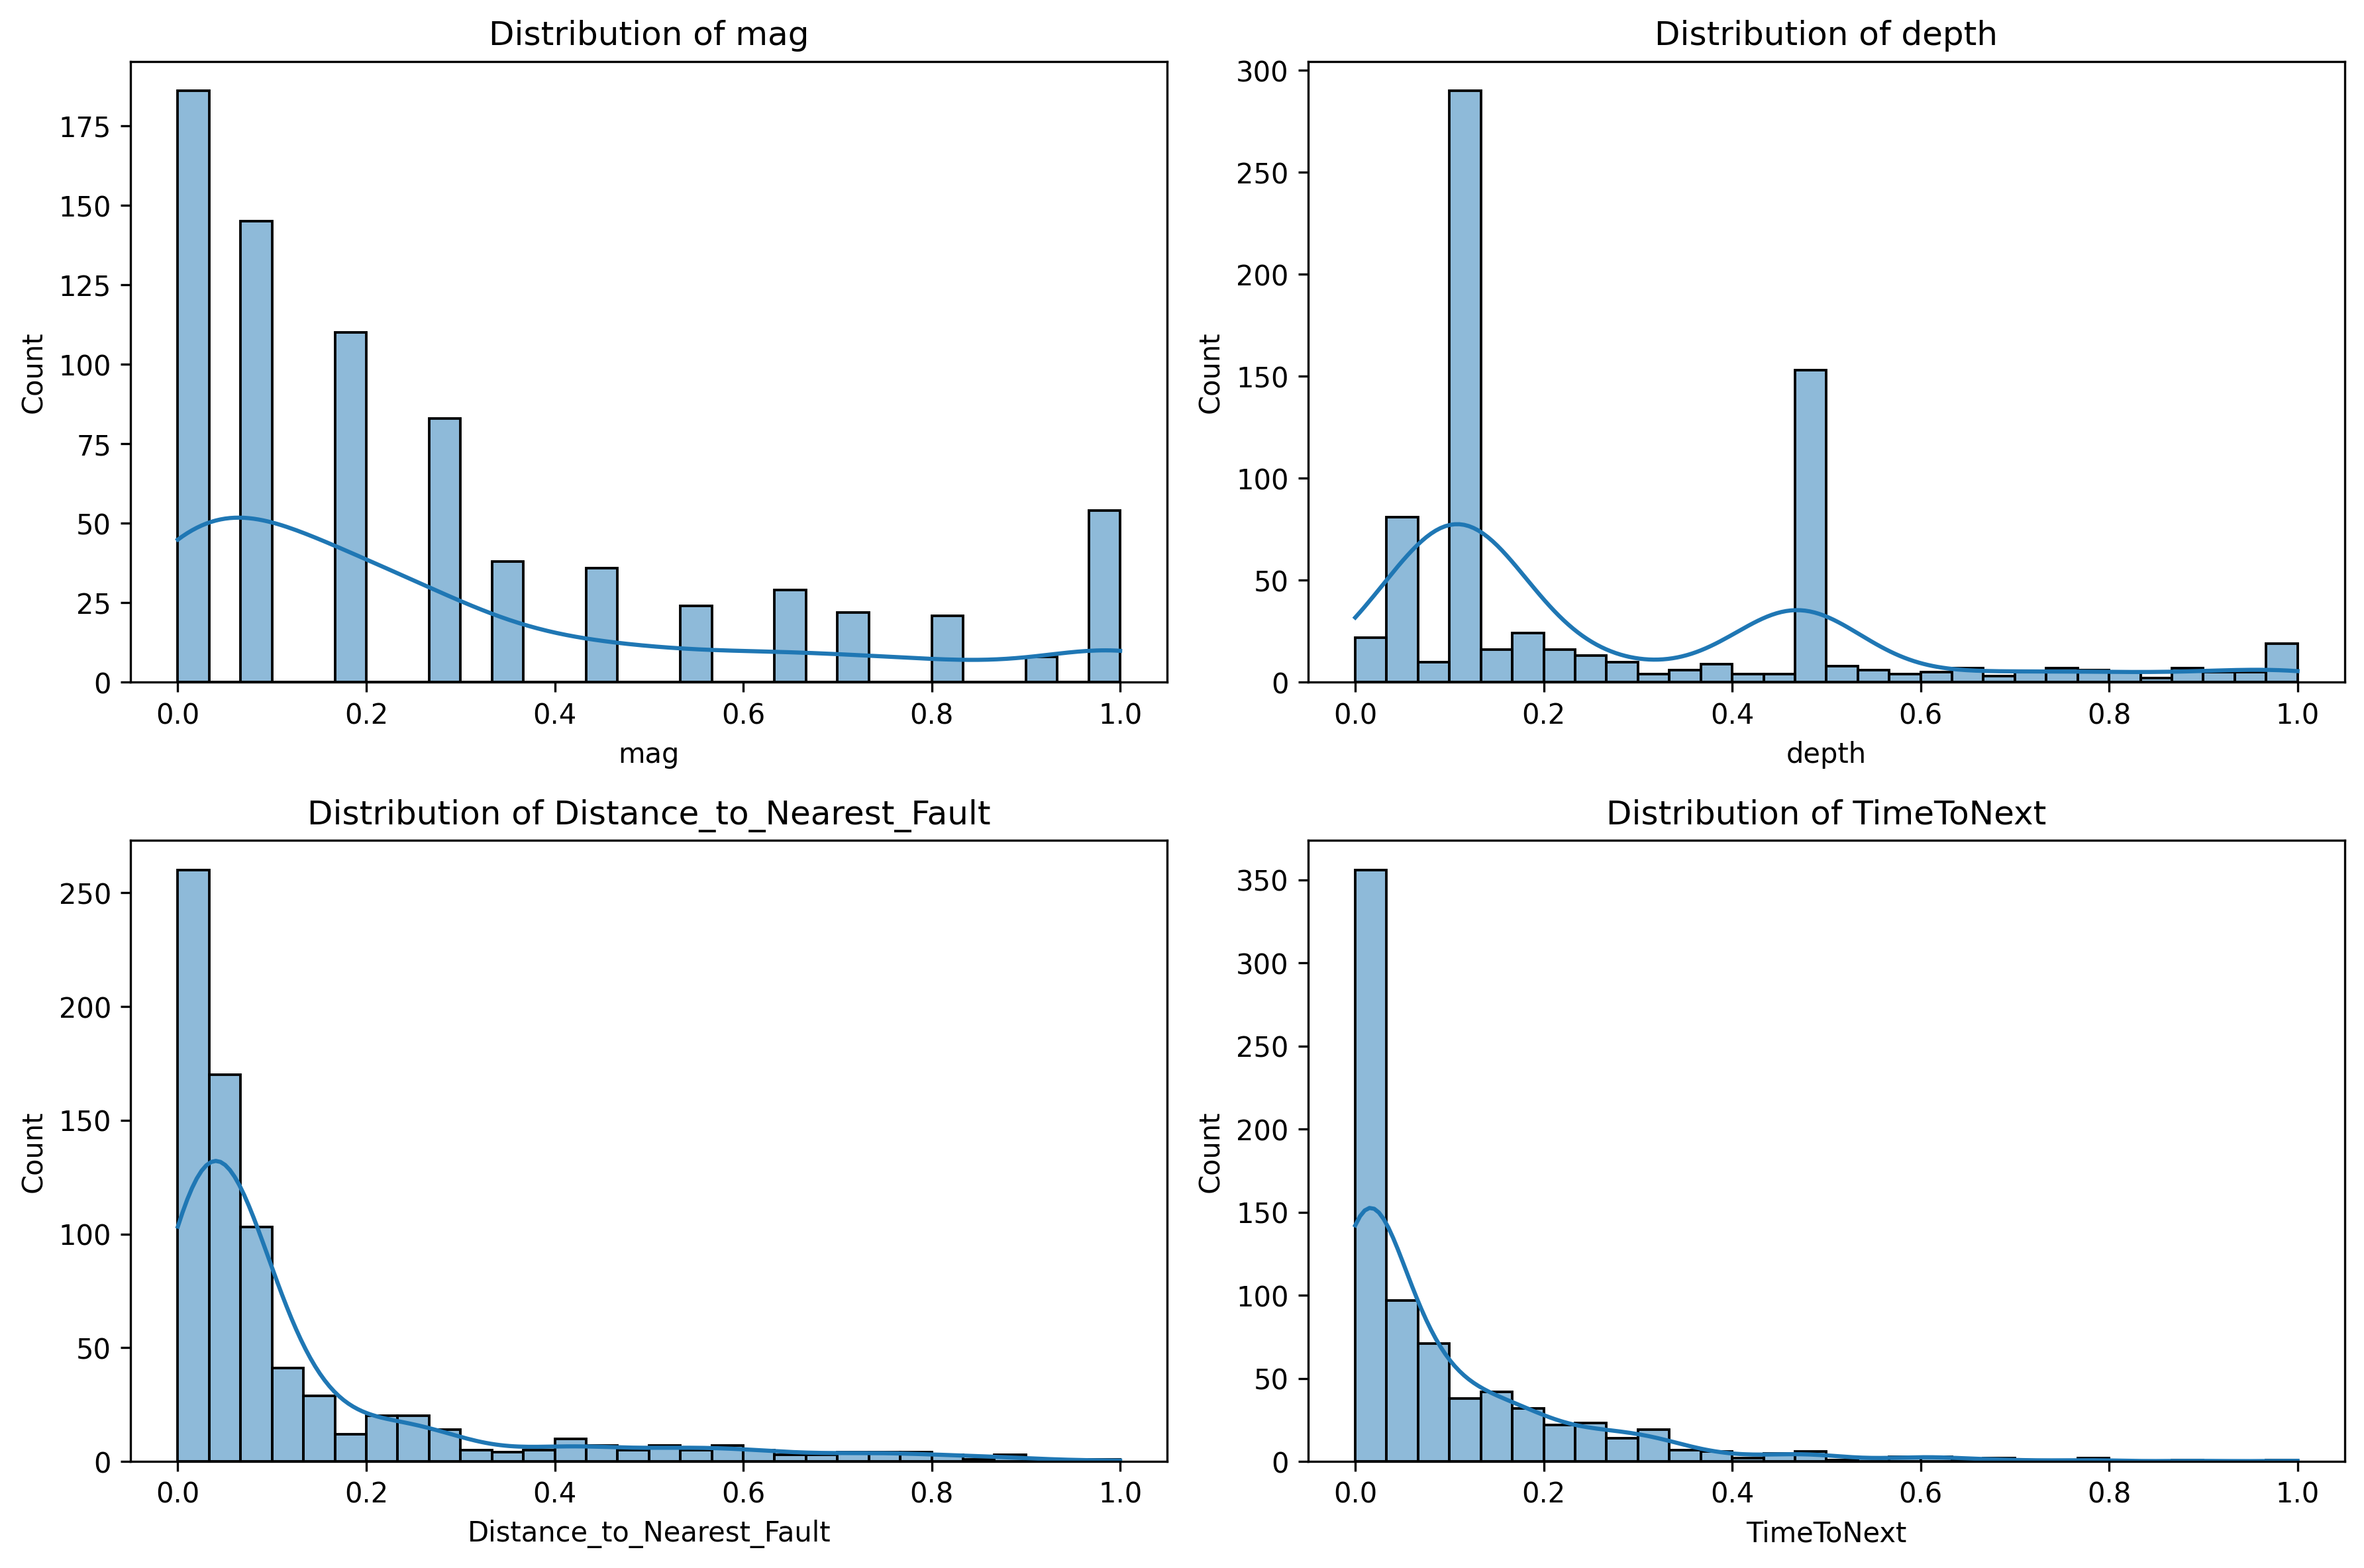 Distribution of mag
Count
175
150
125
100
75
50
25
0
0.0 0.2 0.4 0.6 0.8 1.0
mag
Distribution of depth
Count
300
250
200
150
100
50
0
0.0 0.2 0.4 0.6 0.8 1.0
depth
Distribution of Distance_to_Nearest_Fault
Count
250
200
150
100
50
0
0.0 0.2 0.4 0.6 0.8 1.0
Distance_to_Nearest_Fault
Distribution of TimeToNext
Count
350
300
250
200
150
100
50
0
0.0 0.2 0.4 0.6 0.8 1.0
TimeToNext